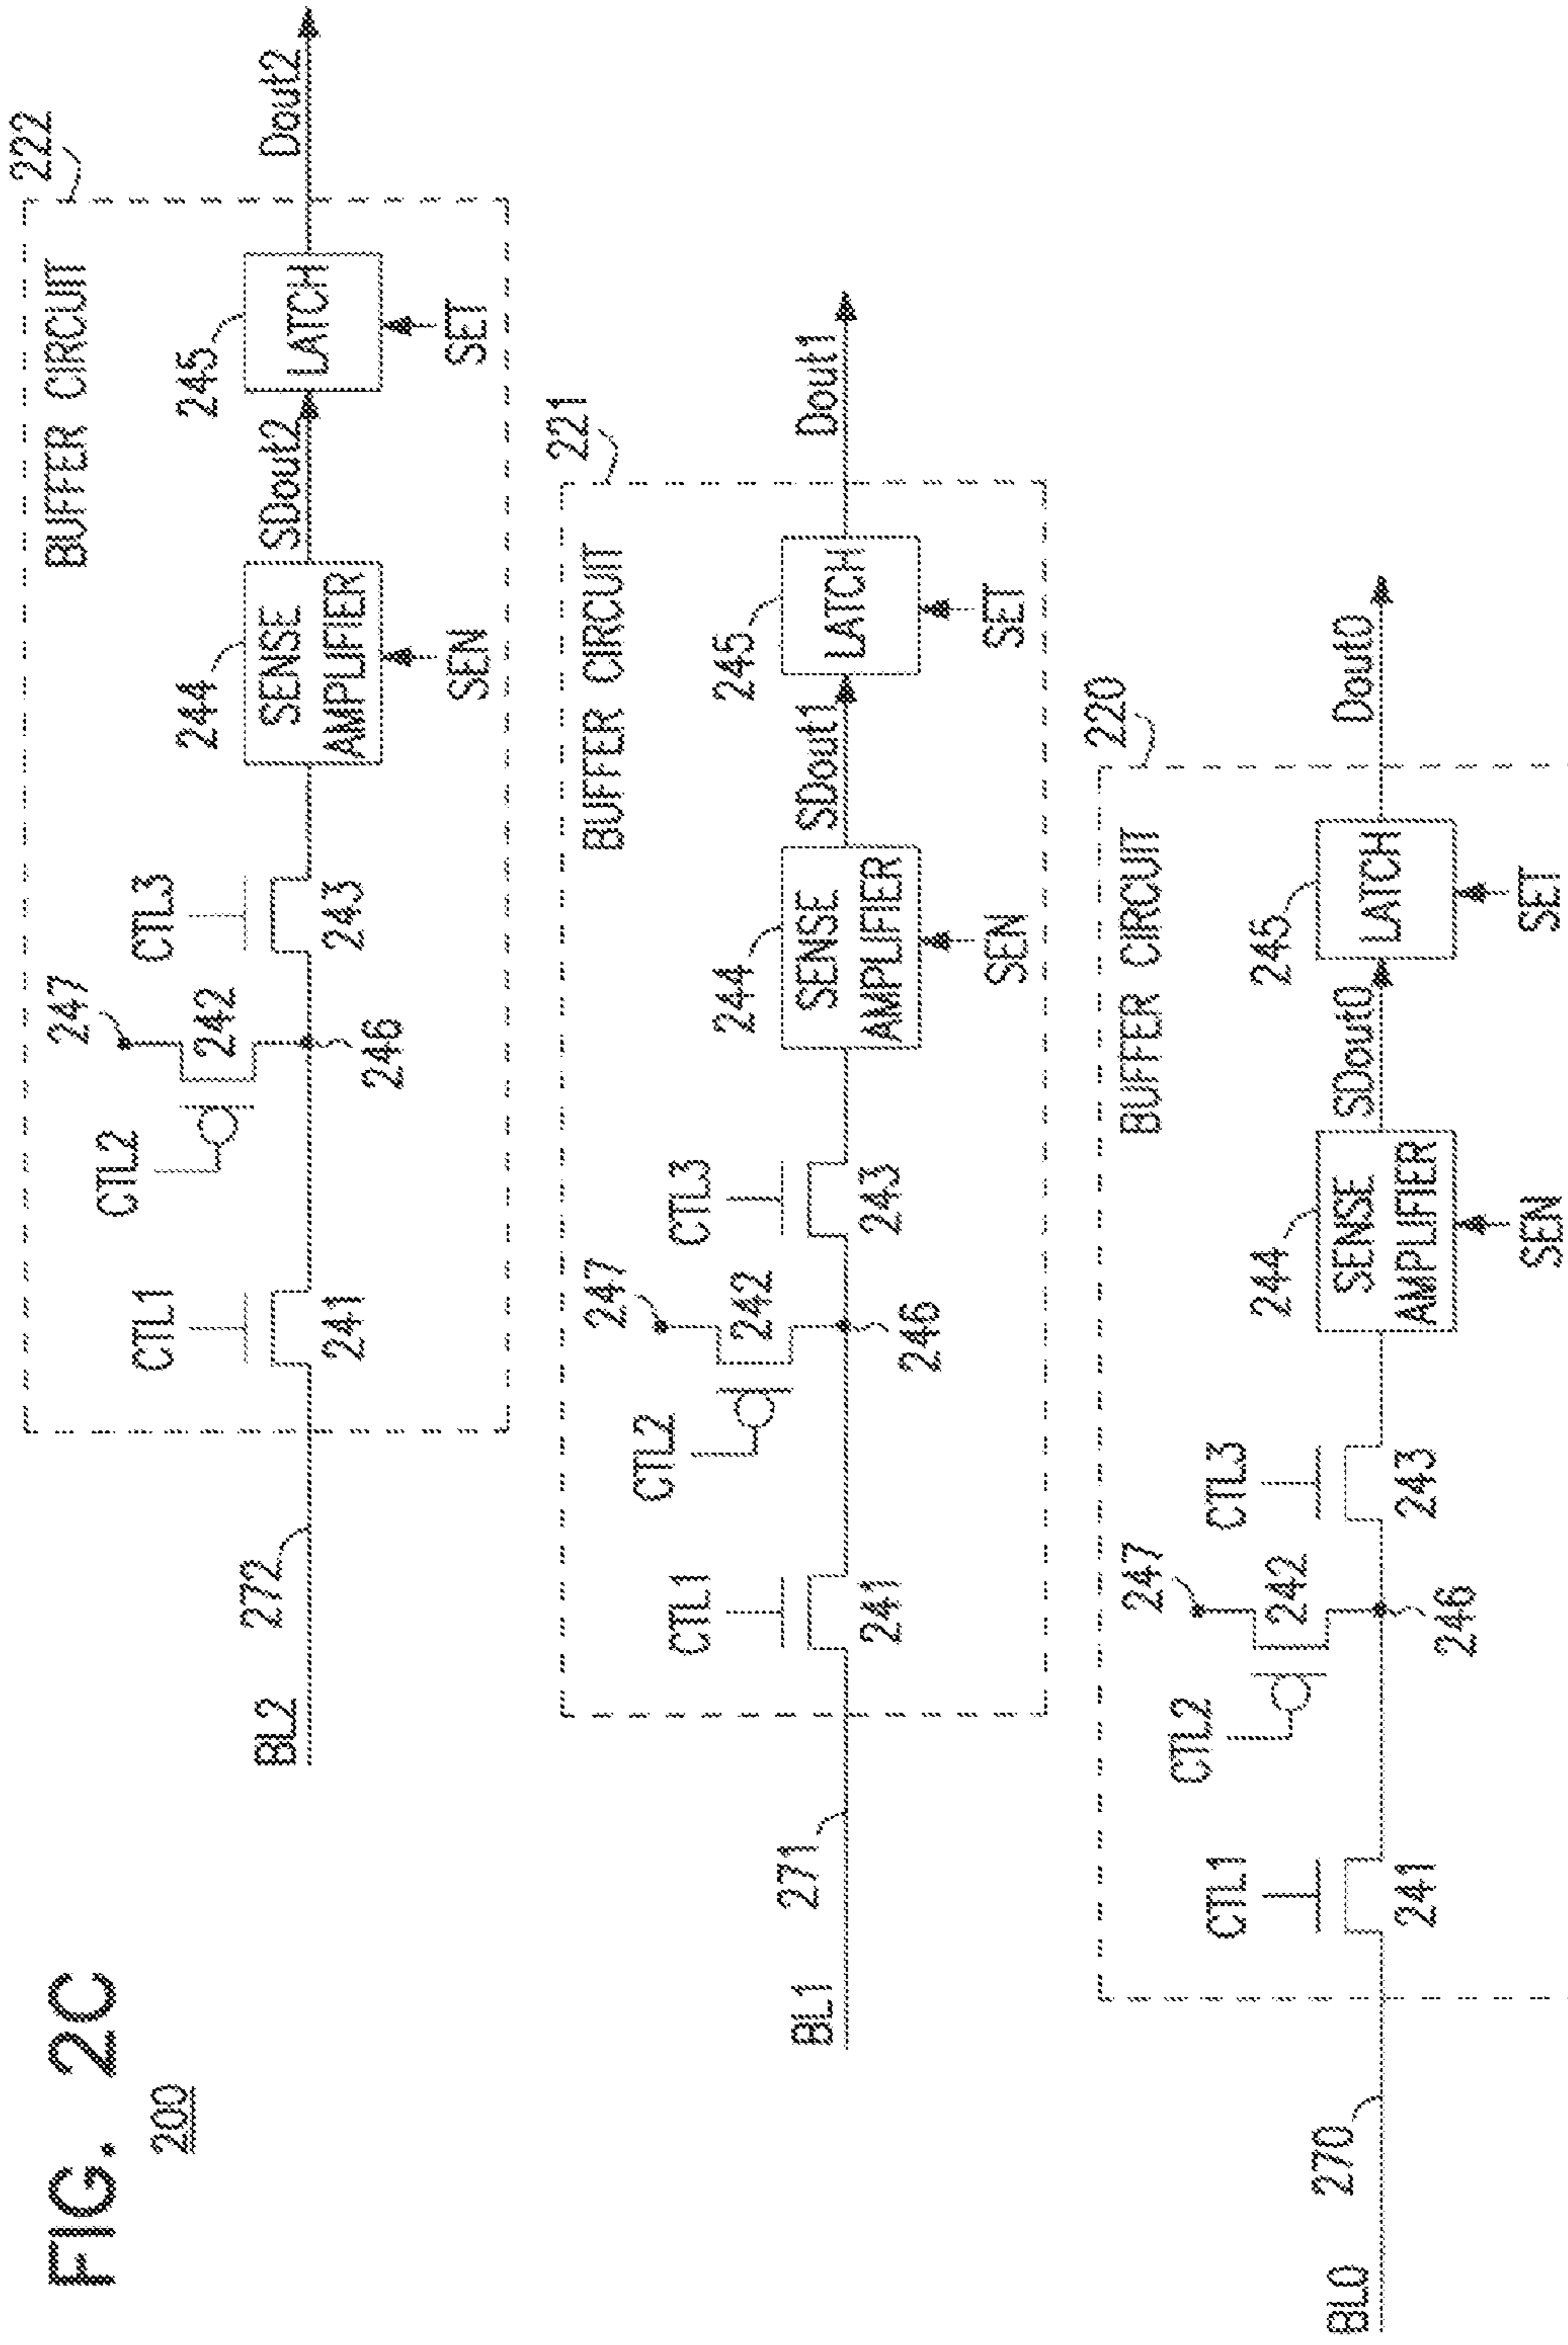 FIG. 2C
200
BUFFER CIRCUIT
222
BL2
272
CTL1
241
CTL2
247
242
246
CTL3
243
244
SENSE
AMPLIFIER
SEN
SDout2
245
LATCH
SET
Dout2
BUFFER CIRCUIT
221
BL1
271
CTL1
241
CTL2
247
242
246
CTL3
243
244
SENSE
AMPLIFIER
SEN
SDout1
245
LATCH
SET
Dout1
BUFFER CIRCUIT
220
BL0
270
CTL1
241
CTL2
247
242
246
CTL3
243
244
SENSE
AMPLIFIER
SEN
SDout0
245
LATCH
SET
Dout0